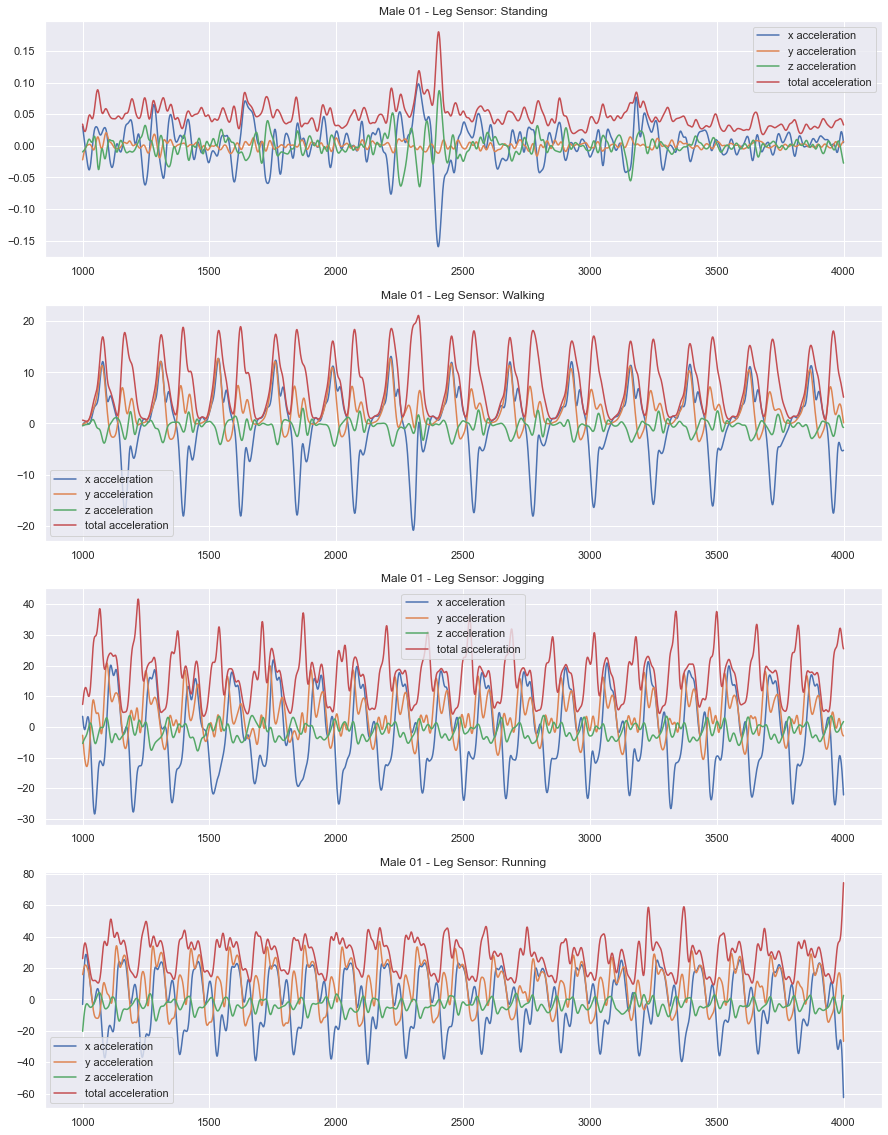 Male 01 - Leg Sensor: Standing
x acceleration
y acceleration
z acceleration
total acceleration
0.15
0.10
0.05
0.00
−0.05
−0.10
−0.15
1000 1500 2000 2500 3000 3500 4000
Male 01 - Leg Sensor: Walking
20
10
0
−10
−20
x acceleration
y acceleration
z acceleration
total acceleration
1000 1500 2000 2500 3000 3500 4000
Male 01 - Leg Sensor: Jogging
x acceleration
y acceleration
z acceleration
total acceleration
40
30
20
10
0
−10
−20
−30
1000 1500 2000 2500 3000 3500 4000
Male 01 - Leg Sensor: Running
80
60
40
20
0
−20
−40
−60
x acceleration
y acceleration
z acceleration
total acceleration
1000 1500 2000 2500 3000 3500 4000